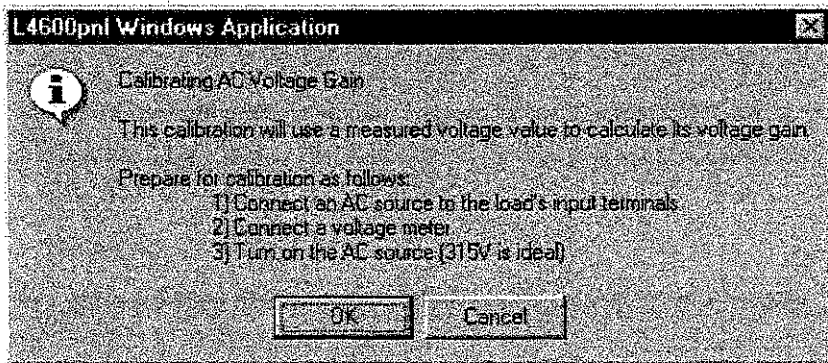 L4600pnl Windows Application
Calibrating AC Voltage Gain
This calibration will use a measured voltage value to calculate its voltage gain.
Prepare for calibration as follows:
1) Connect an AC source to the load's input terminals
2) Connect a voltage meter
3) Turn on the AC source (315V is ideal)
OK
Cancel